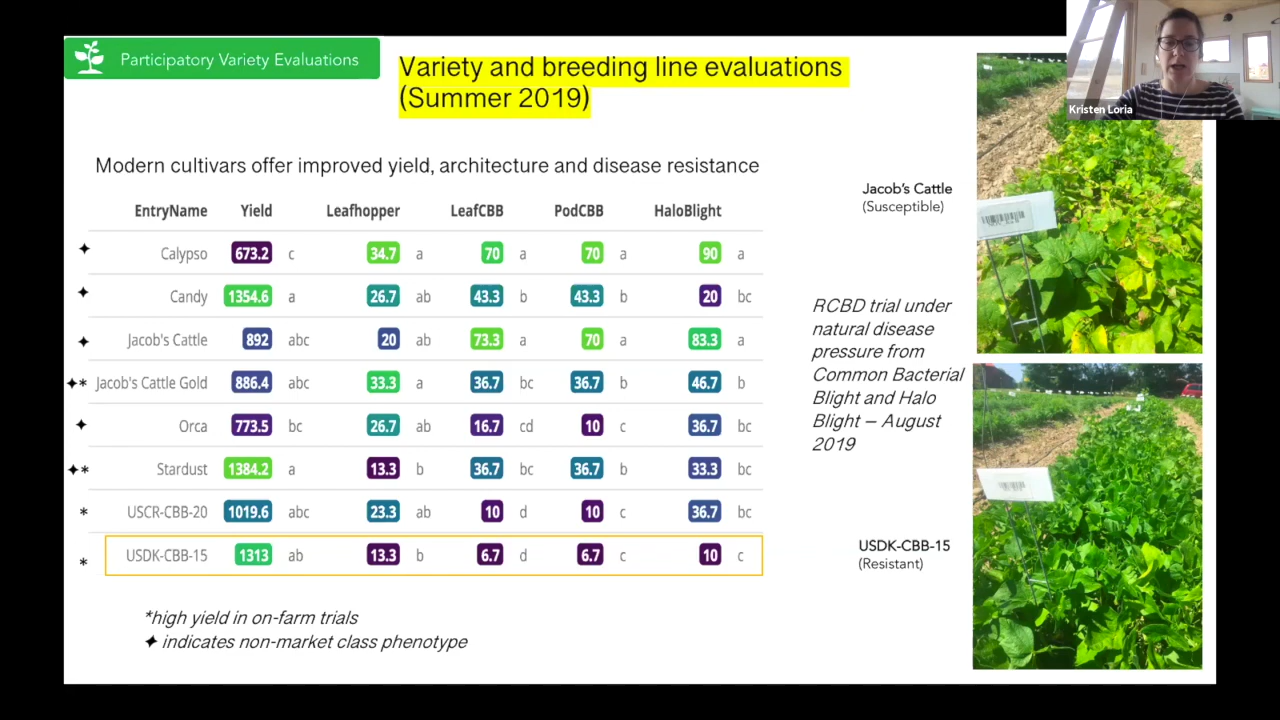 Participatory Variety Evaluations
Variety and breeding line evaluations
(Summer 2019)
Kristen Loria
Modern cultivars offer improved yield, architecture and disease resistance
EntryName Yield Leafhopper LeafCBB PodCBB HaloBlight
✦ Calypso 673.2 c 34.7 a 70 a 70 a 90 a
✦ Candy 1354.6 a 26.7 ab 43.3 b 43.3 b 20 bc
✦ Jacob's Cattle 892 abc 20 ab 73.3 a 70 a 83.3 a
✦* Jacob's Cattle Gold 886.4 abc 33.3 a 36.7 bc 36.7 b 46.7 b
✦ Orca 773.5 bc 26.7 ab 16.7 cd 10 c 36.7 bc
✦* Stardust 1384.2 a 13.3 b 36.7 bc 36.7 b 33.3 bc
* USCR-CBB-20 1019.6 abc 23.3 ab 10 d 10 c 36.7 bc
* USDK-CBB-15 1313 ab 13.3 b 6.7 d 6.7 c 10 c
*high yield in on-farm trials
✦ indicates non-market class phenotype
Jacob's Cattle
(Susceptible)
RCBD trial under
natural disease
pressure from
Common Bacterial
Blight and Halo
Blight – August
2019
USDK-CBB-15
(Resistant)